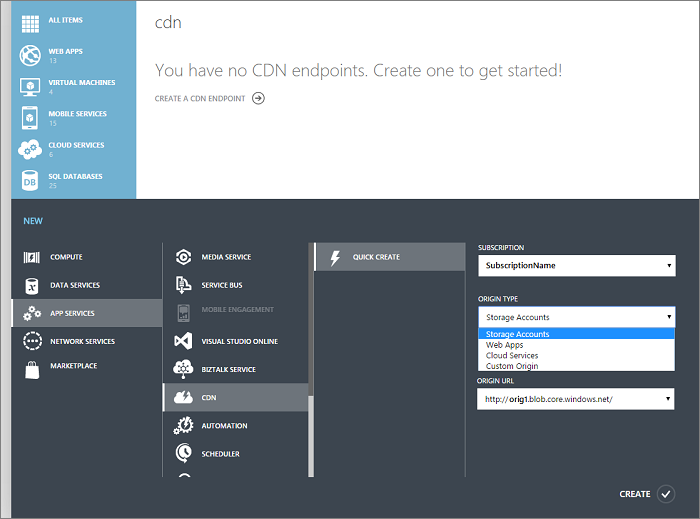 ALL ITEMS
WEB APPS
13
VIRTUAL MACHINES
4
MOBILE SERVICES
15
CLOUD SERVICES
6
SQL DATABASES
25
DB
cdn
You have no CDN endpoints. Create one to get started!
CREATE A CDN ENDPOINT
NEW
COMPUTE
DATA SERVICES
APP SERVICES
NETWORK SERVICES
MARKETPLACE
MEDIA SERVICE
SERVICE BUS
MOBILE ENGAGEMENT
VISUAL STUDIO ONLINE
BIZTALK SERVICE
CDN
AUTOMATION
SCHEDULER
QUICK CREATE
SUBSCRIPTION
SubscriptionName
ORIGIN TYPE
Storage Accounts
Storage Accounts
Web Apps
Cloud Services
Custom Origin
ORIGIN URL
http://orig1.blob.core.windows.net/
CREATE